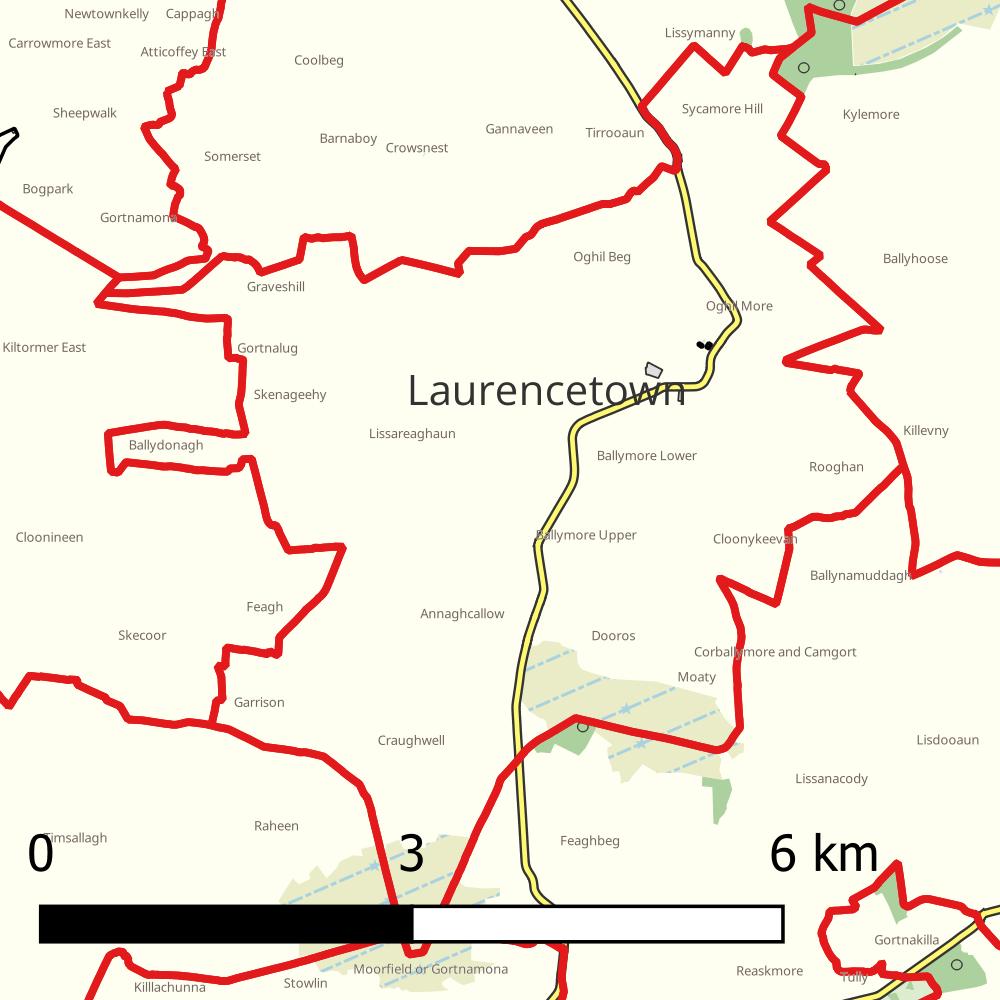 Newtownkelly
Cappagh
Carrowmore East
Atticoffey East
Lissymanny
Coolbeg
Sheepwalk
Sycamore Hill
Kylemore
Gannaveen
Tirrooaun
Barnaboy
Crowsnest
Somerset
Bogpark
Gortnamona
Oghil Beg
Ballyhoose
Graveshill
Oghil More
Kiltormer East
Gortnalug
Skenageehy
Laurencetown
Lissareaghaun
Killevny
Ballydonagh
Ballymore Lower
Rooghan
Cloonineen
Ballymore Upper
Cloonykeevan
Ballynamuddagh
Feagh
Annaghcallow
Skecoor
Dooros
Corballymore and Camgort
Moaty
Garrison
Craughwell
Lisdooaun
Lissanacody
Raheen
Timsallagh
Feaghbeg
0 3 6 km
Gortnakilla
Moorfield or Gortnamona
Reaskmore
Tully
Stowlin
Killlachunna